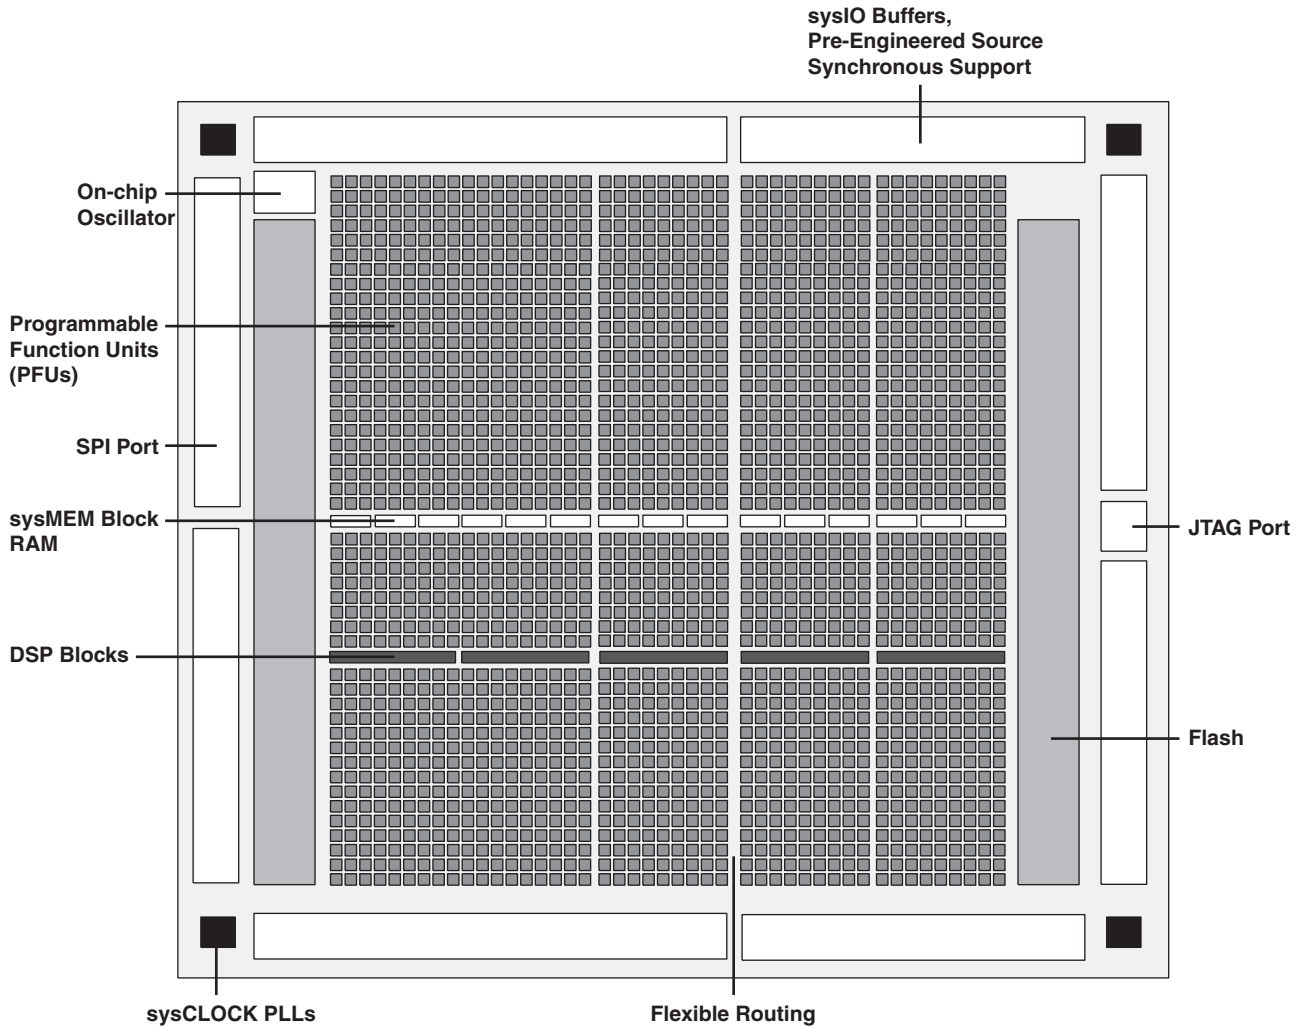 sysIO Buffers,
Pre-Engineered Source
Synchronous Support
On-chip
Oscillator
Programmable
Function Units
(PFUs)
SPI Port
sysMEM Block
RAM
JTAG Port
DSP Blocks
Flash
sysCLOCK PLLs
Flexible Routing